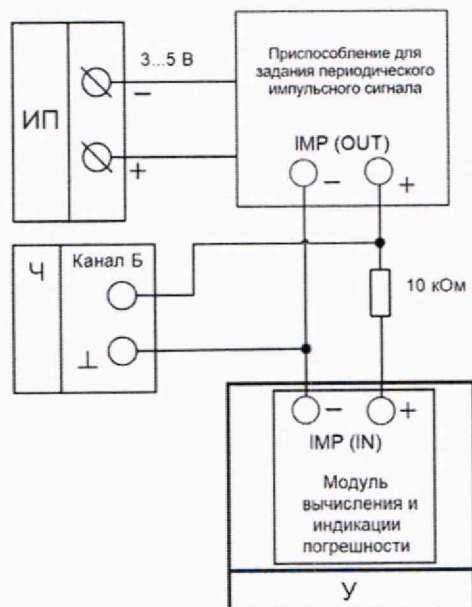 ИП
3...5 В
−
+
Приспособление для
задания периодического
импульсного сигнала
IMP (OUT)
− +
Ч
Канал Б
⊥
10 кОм
− +
IMP (IN)
Модуль
вычисления и
индикации
погрешности
У